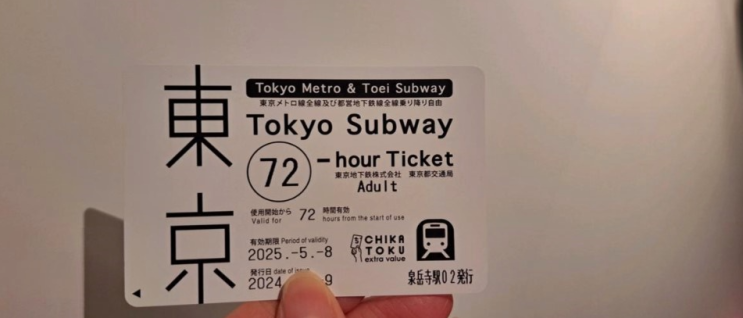 東京
Tokyo Metro & Toei Subway
東京メトロ線全線及び都営地下鉄線全線乗り降り自由
Tokyo Subway
72-hour Ticket
東京地下鉄株式会社 東京都交通局
Adult
使用開始から 72 時間有効
Valid for hours from the start of use
有効期限 Period of validity
2025.-5.-8
CHIKA
TOKU
extra value
発行日 date of
2024 9
泉岳寺駅02発行